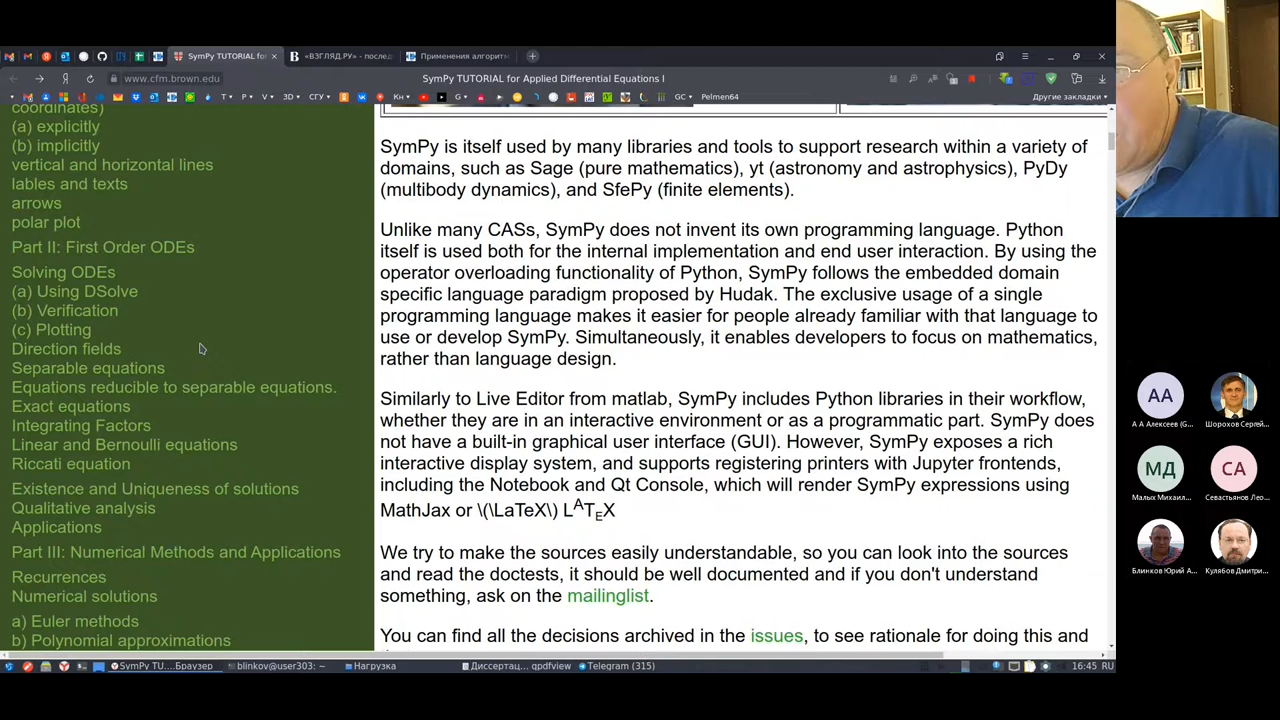 SymPy TUTORIAL for
«ВЗГЛЯД.РУ» - послед
Применения алгоритм
www.cfm.brown.edu
SymPy TUTORIAL for Applied Differential Equations I
Кн
G
T
P
V
3D
СГУ
GC
Pelmen64
Другие закладки
coordinates)
(a) explicitly
(b) implicitly
vertical and horizontal lines
lables and texts
arrows
polar plot
Part II: First Order ODEs
Solving ODEs
(a) Using DSolve
(b) Verification
(c) Plotting
Direction fields
Separable equations
Equations reducible to separable equations.
Exact equations
Integrating Factors
Linear and Bernoulli equations
Riccati equation
Existence and Uniqueness of solutions
Qualitative analysis
Applications
Part III: Numerical Methods and Applications
Recurrences
Numerical solutions
a) Euler methods
b) Polynomial approximations
SymPy is itself used by many libraries and tools to support research within a variety of
domains, such as Sage (pure mathematics), yt (astronomy and astrophysics), PyDy
(multibody dynamics), and SfePy (finite elements).
Unlike many CASs, SymPy does not invent its own programming language. Python
itself is used both for the internal implementation and end user interaction. By using the
operator overloading functionality of Python, SymPy follows the embedded domain
specific language paradigm proposed by Hudak. The exclusive usage of a single
programming language makes it easier for people already familiar with that language to
use or develop SymPy. Simultaneously, it enables developers to focus on mathematics,
rather than language design.
Similarly to Live Editor from matlab, SymPy includes Python libraries in their workflow,
whether they are in an interactive environment or as a programmatic part. SymPy does
not have a built-in graphical user interface (GUI). However, SymPy exposes a rich
interactive display system, and supports registering printers with Jupyter frontends,
including the Notebook and Qt Console, which will render SymPy expressions using
MathJax or \(\LaTeX\) LATEX
We try to make the sources easily understandable, so you can look into the sources
and read the doctests, it should be well documented and if you don't understand
something, ask on the mailinglist.
You can find all the decisions archived in the issues, to see rationale for doing this and
SymPy TU....Браузер
blinkov@user303: ~
Нагрузка
Диссертац... qpdfview
Telegram (315)
16:45 RU
АА
А А Алексеев (G...
Шорохов Сергей...
МД
Малых Михаил...
СА
Севастьянов Лео...
Блинков Юрий А...
Кулябов Дмитри...